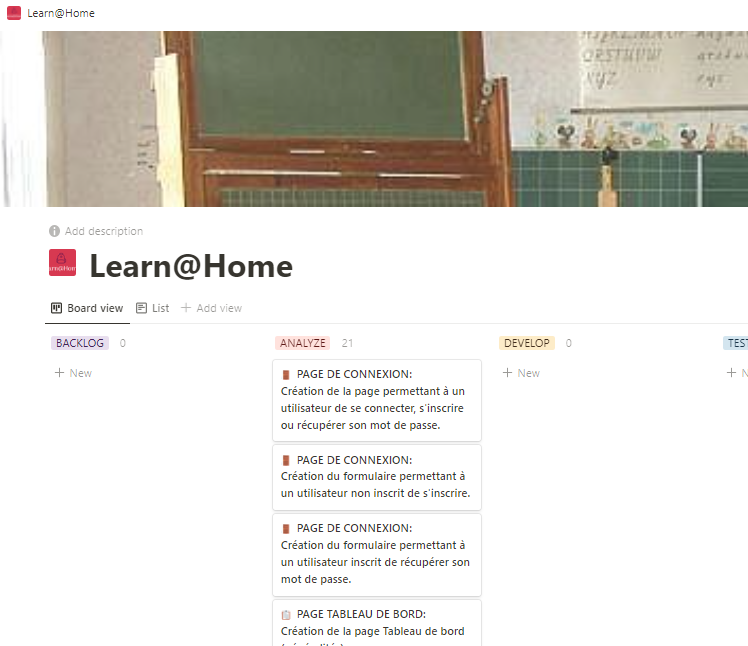 Learn@Home
QRSTUVW
XYZ
xyz
Add description
Learn@Home
Board view
List
Add view
BACKLOG 0
ANALYZE 21
DEVELOP 0
TEST
New
PAGE DE CONNEXION:
Création de la page permettant à un
utilisateur de se connecter, s'inscrire
ou récupérer son mot de passe.
New
PAGE DE CONNEXION:
Création du formulaire permettant à
un utilisateur non inscrit de s'inscrire.
PAGE DE CONNEXION:
Création du formulaire permettant à
un utilisateur inscrit de récupérer son
mot de passe.
PAGE TABLEAU DE BORD:
Création de la page Tableau de bord